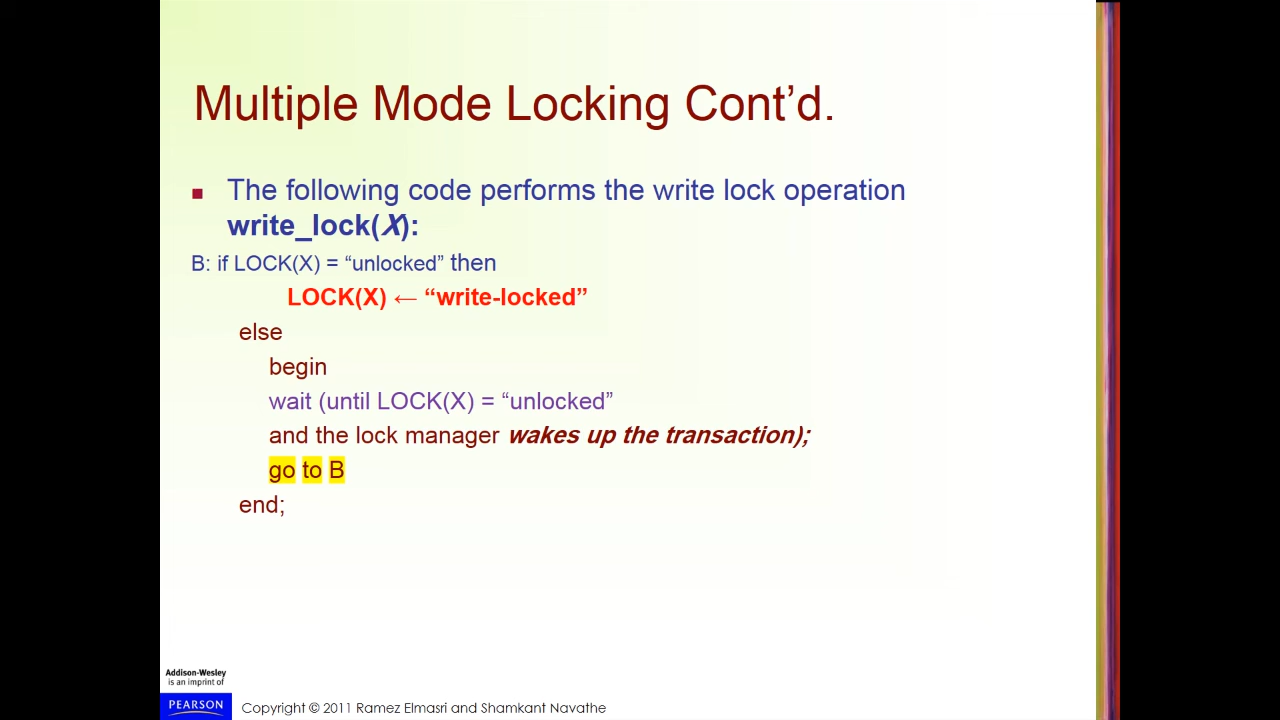 Multiple Mode Locking Cont’d.
The following code performs the write lock operation
write_lock(X):
B: if LOCK(X) = “unlocked” then
LOCK(X) ← “write-locked”
else
begin
wait (until LOCK(X) = “unlocked”
and the lock manager wakes up the transaction);
go to B
end;
Addison-Wesley
is an imprint of
PEARSON
Copyright © 2011 Ramez Elmasri and Shamkant Navathe